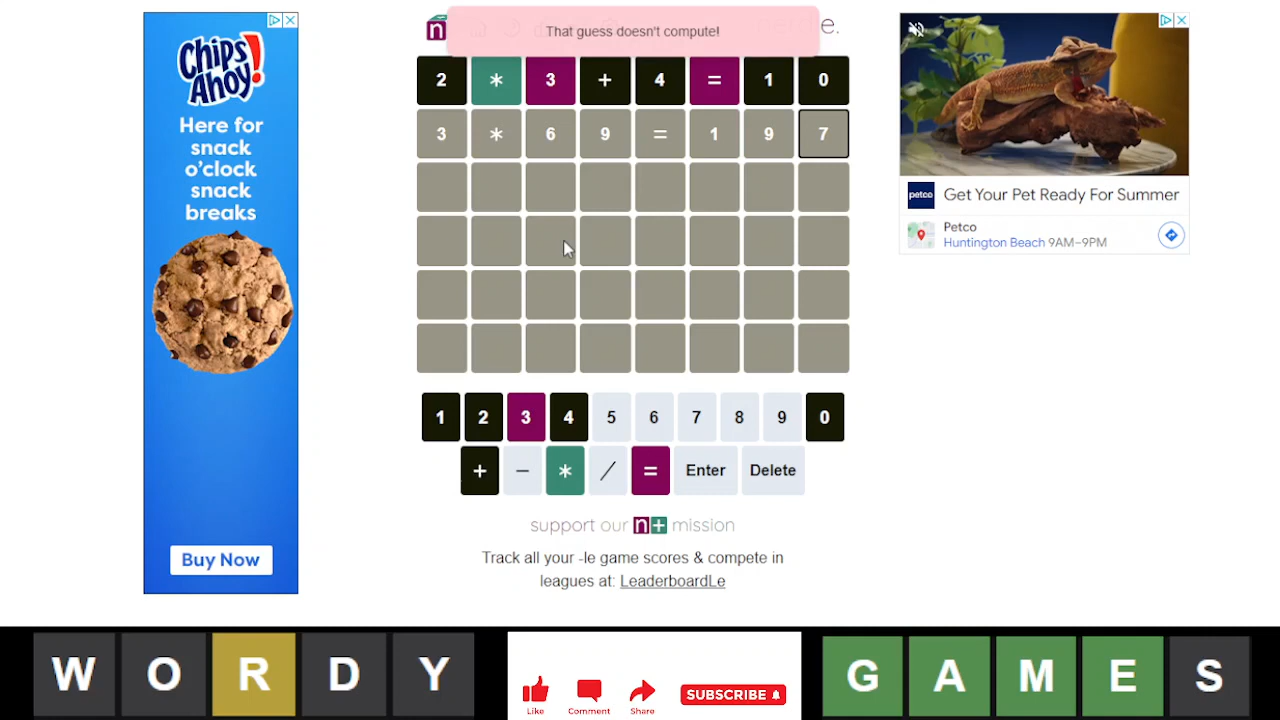 Chips
Ahoy!
Here for
snack
o'clock
snack
breaks
Buy Now
n
That guess doesn't compute!
e.
2 * 3 + 4 = 1 0
3 * 6 9 = 1 9 7
1 2 3 4 5 6 7 8 9 0
+ - * / = Enter Delete
support our n+ mission
Track all your -le game scores & compete in
leagues at: LeaderboardLe
petco
Get Your Pet Ready For Summer
Petco
Huntington Beach 9AM–9PM
W O R D Y
Like Comment Share SUBSCRIBE
G A M E S